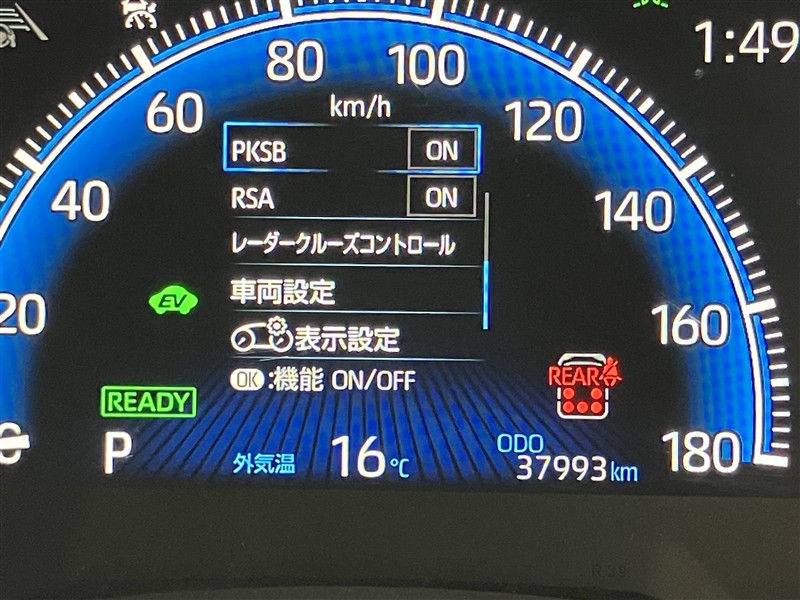 1:49
80
100
60
km/h
120
PKSB ON
40
RSA ON
140
レーダークルーズコントロール
EV
車両設定
20
160
表示設定
REAR
OK:機能 ON/OFF
READY
P
外気温 16℃
ODO
37993km
180